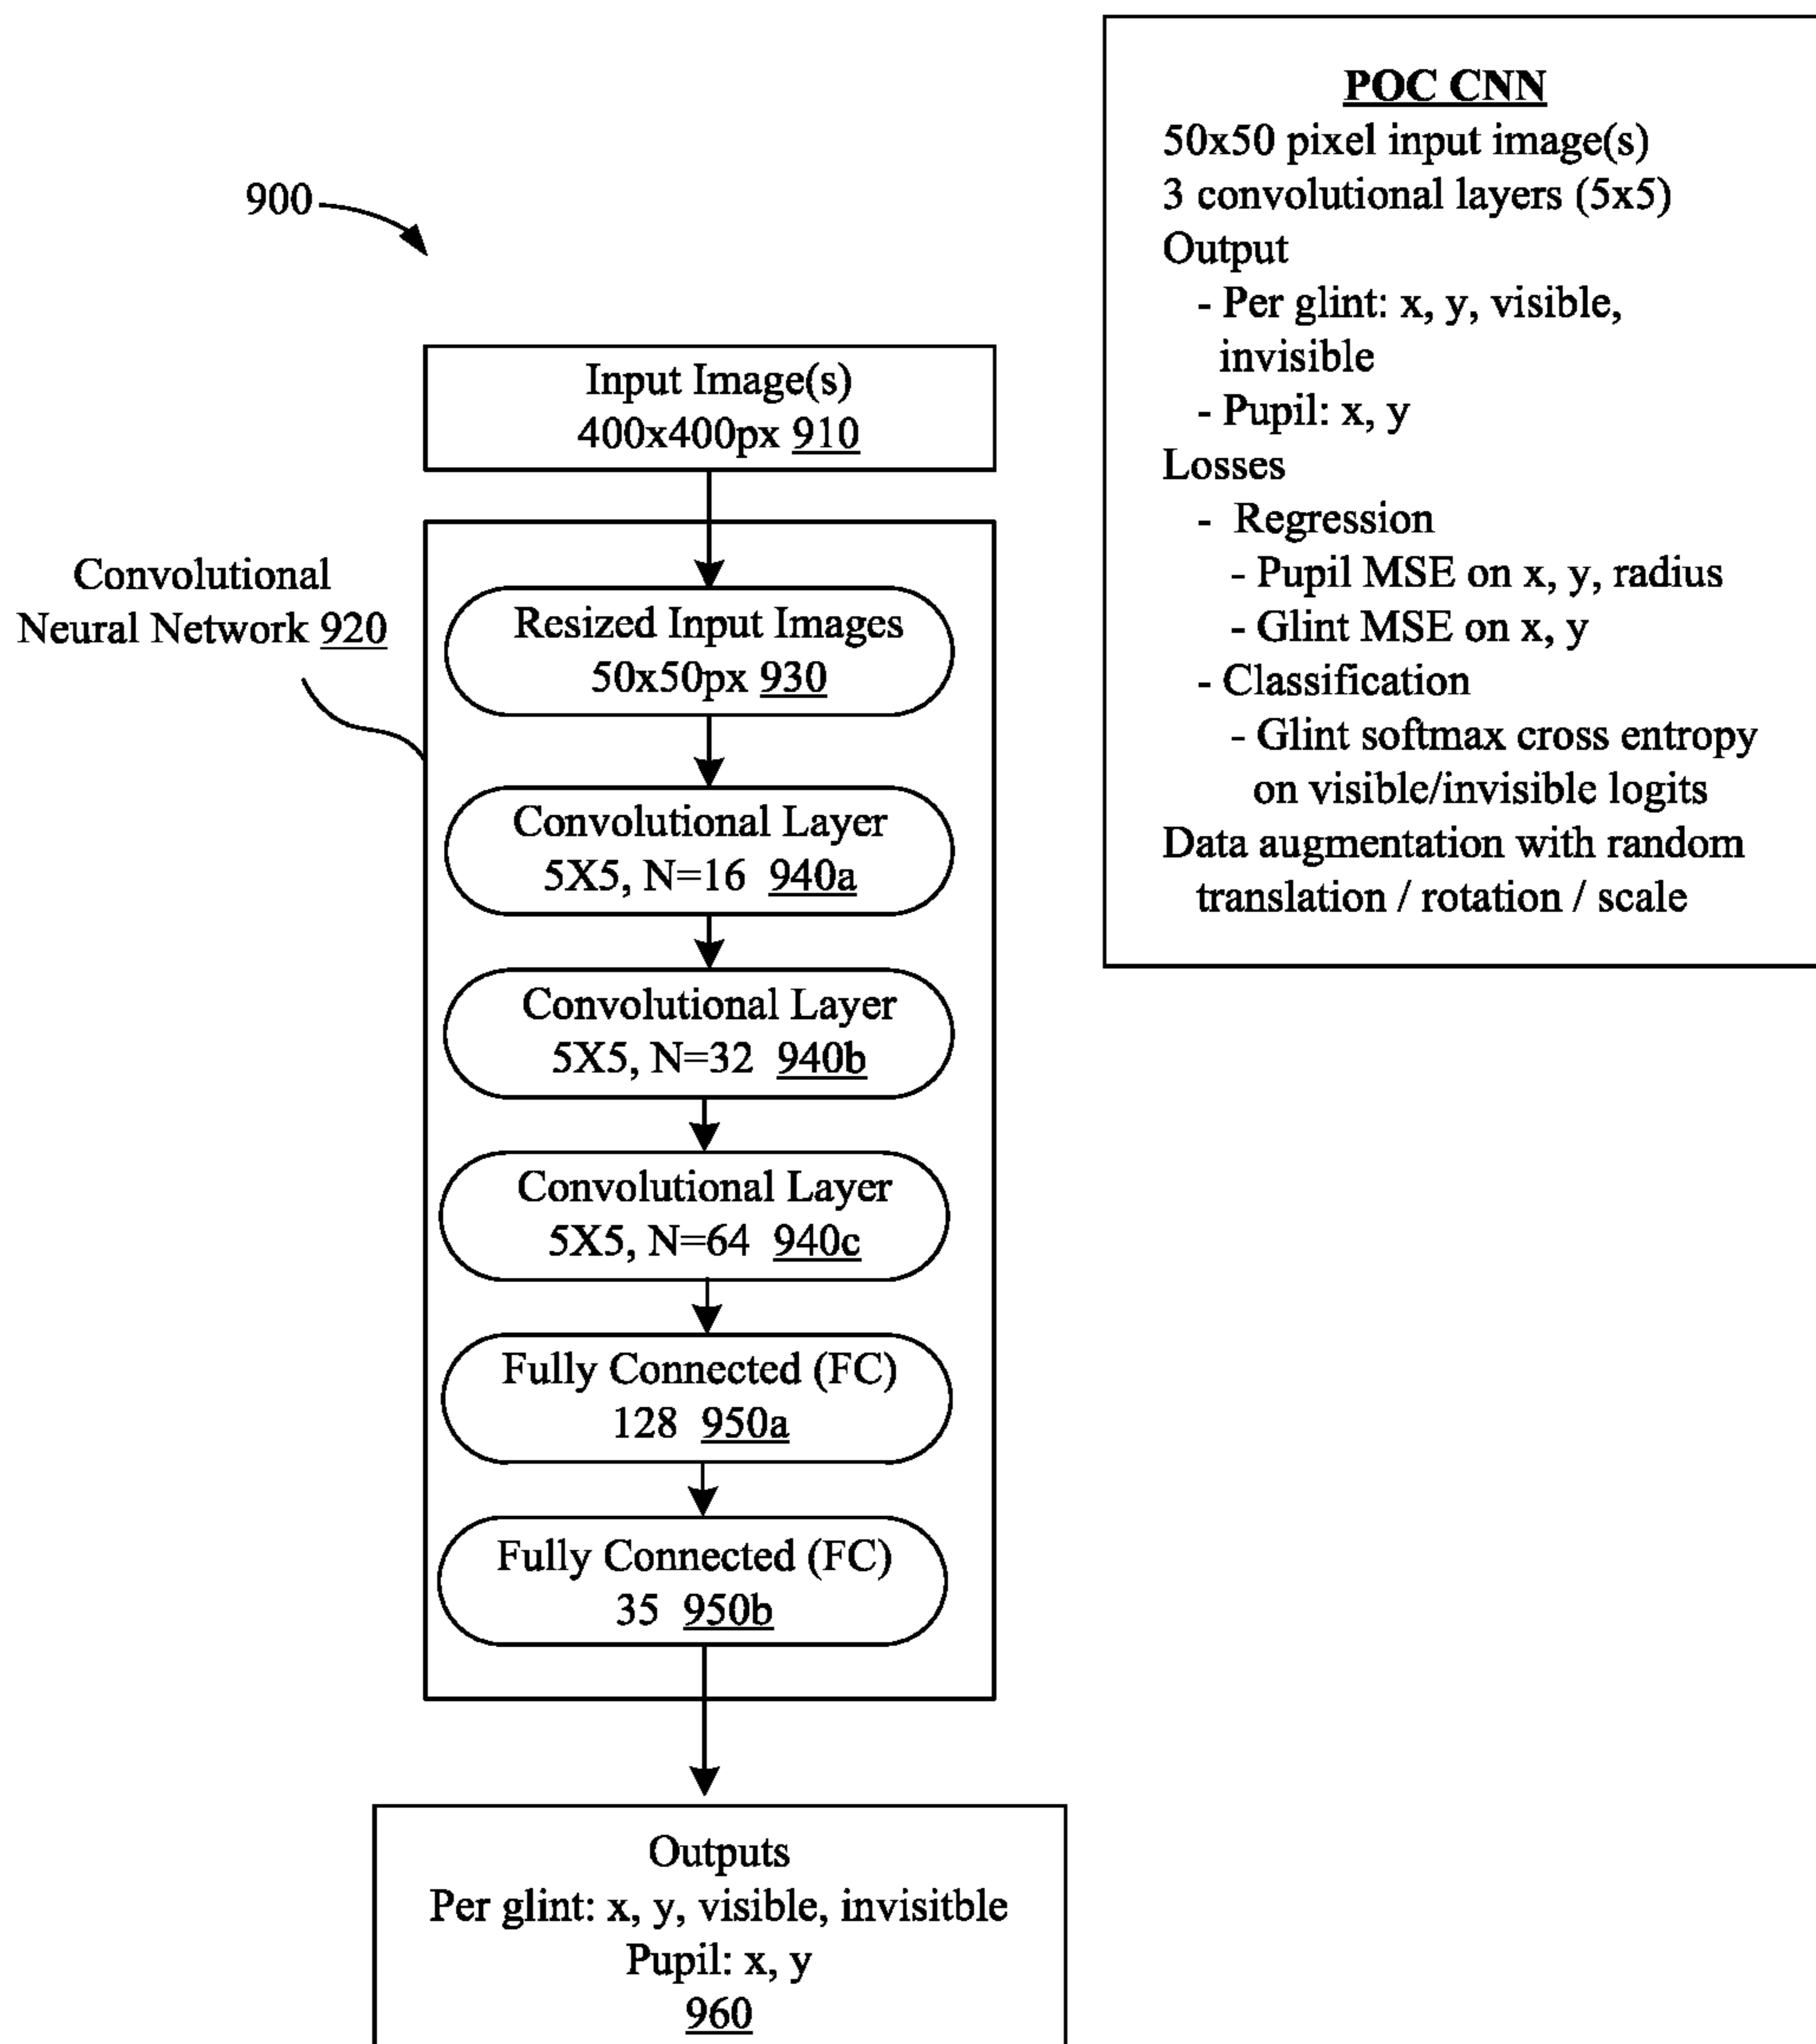 900
Input Image(s)
400x400px 910
Convolutional
Neural Network 920
Resized Input Images
50x50px 930
Convolutional Layer
5X5, N=16 940a
Convolutional Layer
5X5, N=32 940b
Convolutional Layer
5X5, N=64 940c
Fully Connected (FC)
128 950a
Fully Connected (FC)
35 950b
Outputs
Per glint: x, y, visible, invisitble
Pupil: x, y
960
POC CNN
50x50 pixel input image(s)
3 convolutional layers (5x5)
Output
- Per glint: x, y, visible,
invisible
- Pupil: x, y
Losses
- Regression
- Pupil MSE on x, y, radius
- Glint MSE on x, y
- Classification
- Glint softmax cross entropy
on visible/invisible logits
Data augmentation with random
translation / rotation / scale